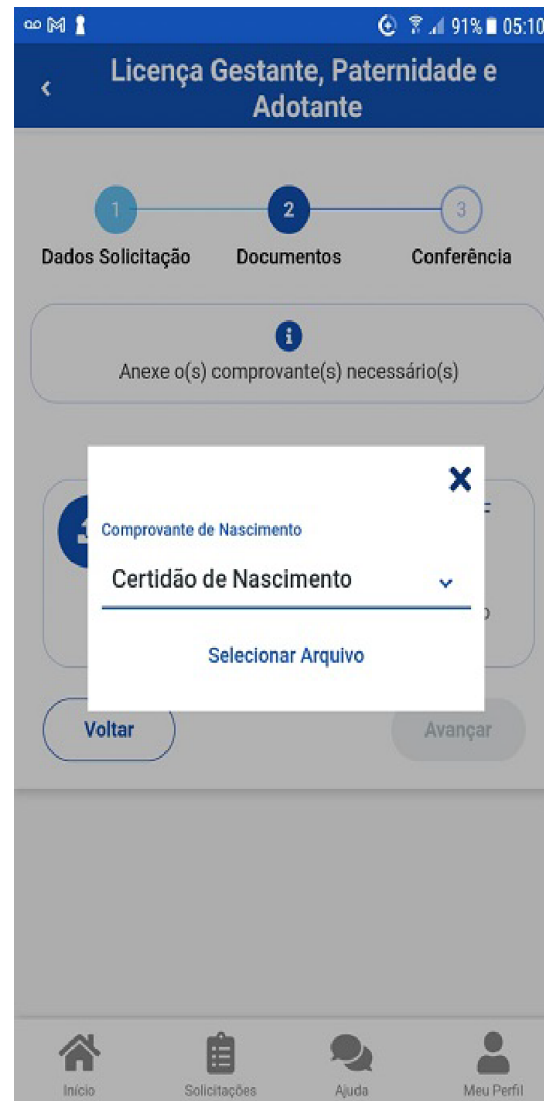 91% 05:10
Licença Gestante, Paternidade e
Adotante
1 2 3
Dados Solicitação Documentos Conferência
Anexe o(s) comprovante(s) necessário(s)
Comprovante de Nascimento
Certidão de Nascimento
Selecionar Arquivo
Voltar Avançar
Início Solicitações Ajuda Meu Perfil